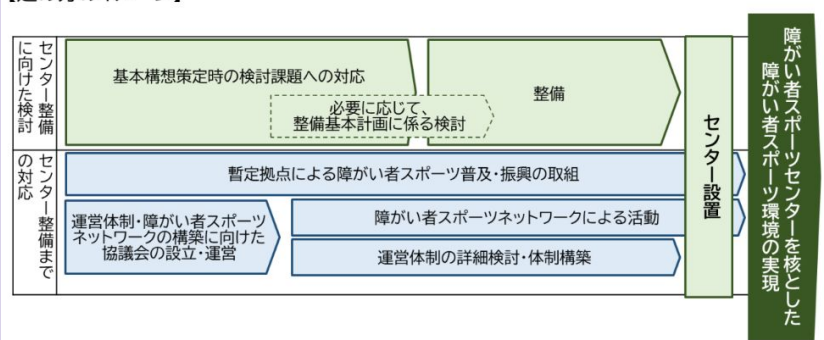 センター整備
に向けた検討
基本構想策定時の検討課題への対応
必要に応じて、
整備基本計画に係る検討
整備
センター整備まで
の対応
暫定拠点による障がい者スポーツ普及・振興の取組
運営体制・障がい者スポーツ
ネットワークの構築に向けた
協議会の設立・運営
障がい者スポーツネットワークによる活動
運営体制の詳細検討・体制構築
センター設置
障がい者スポーツセンターを核とした
障がい者スポーツ環境の実現